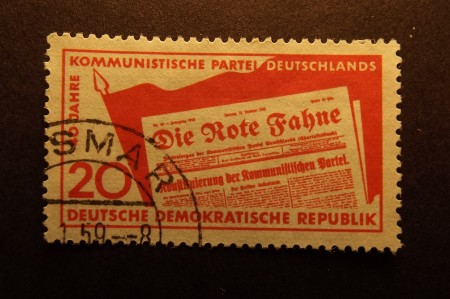 KOMMUNISTISCHE PARTEI DEUTSCHLANDS
JAHRE
Die Rote Fahne
Konstituierung der Kommunistischen Partei.
20
DEUTSCHE DEMOKRATISCHE REPUBLIK
SMAR
1.59--8